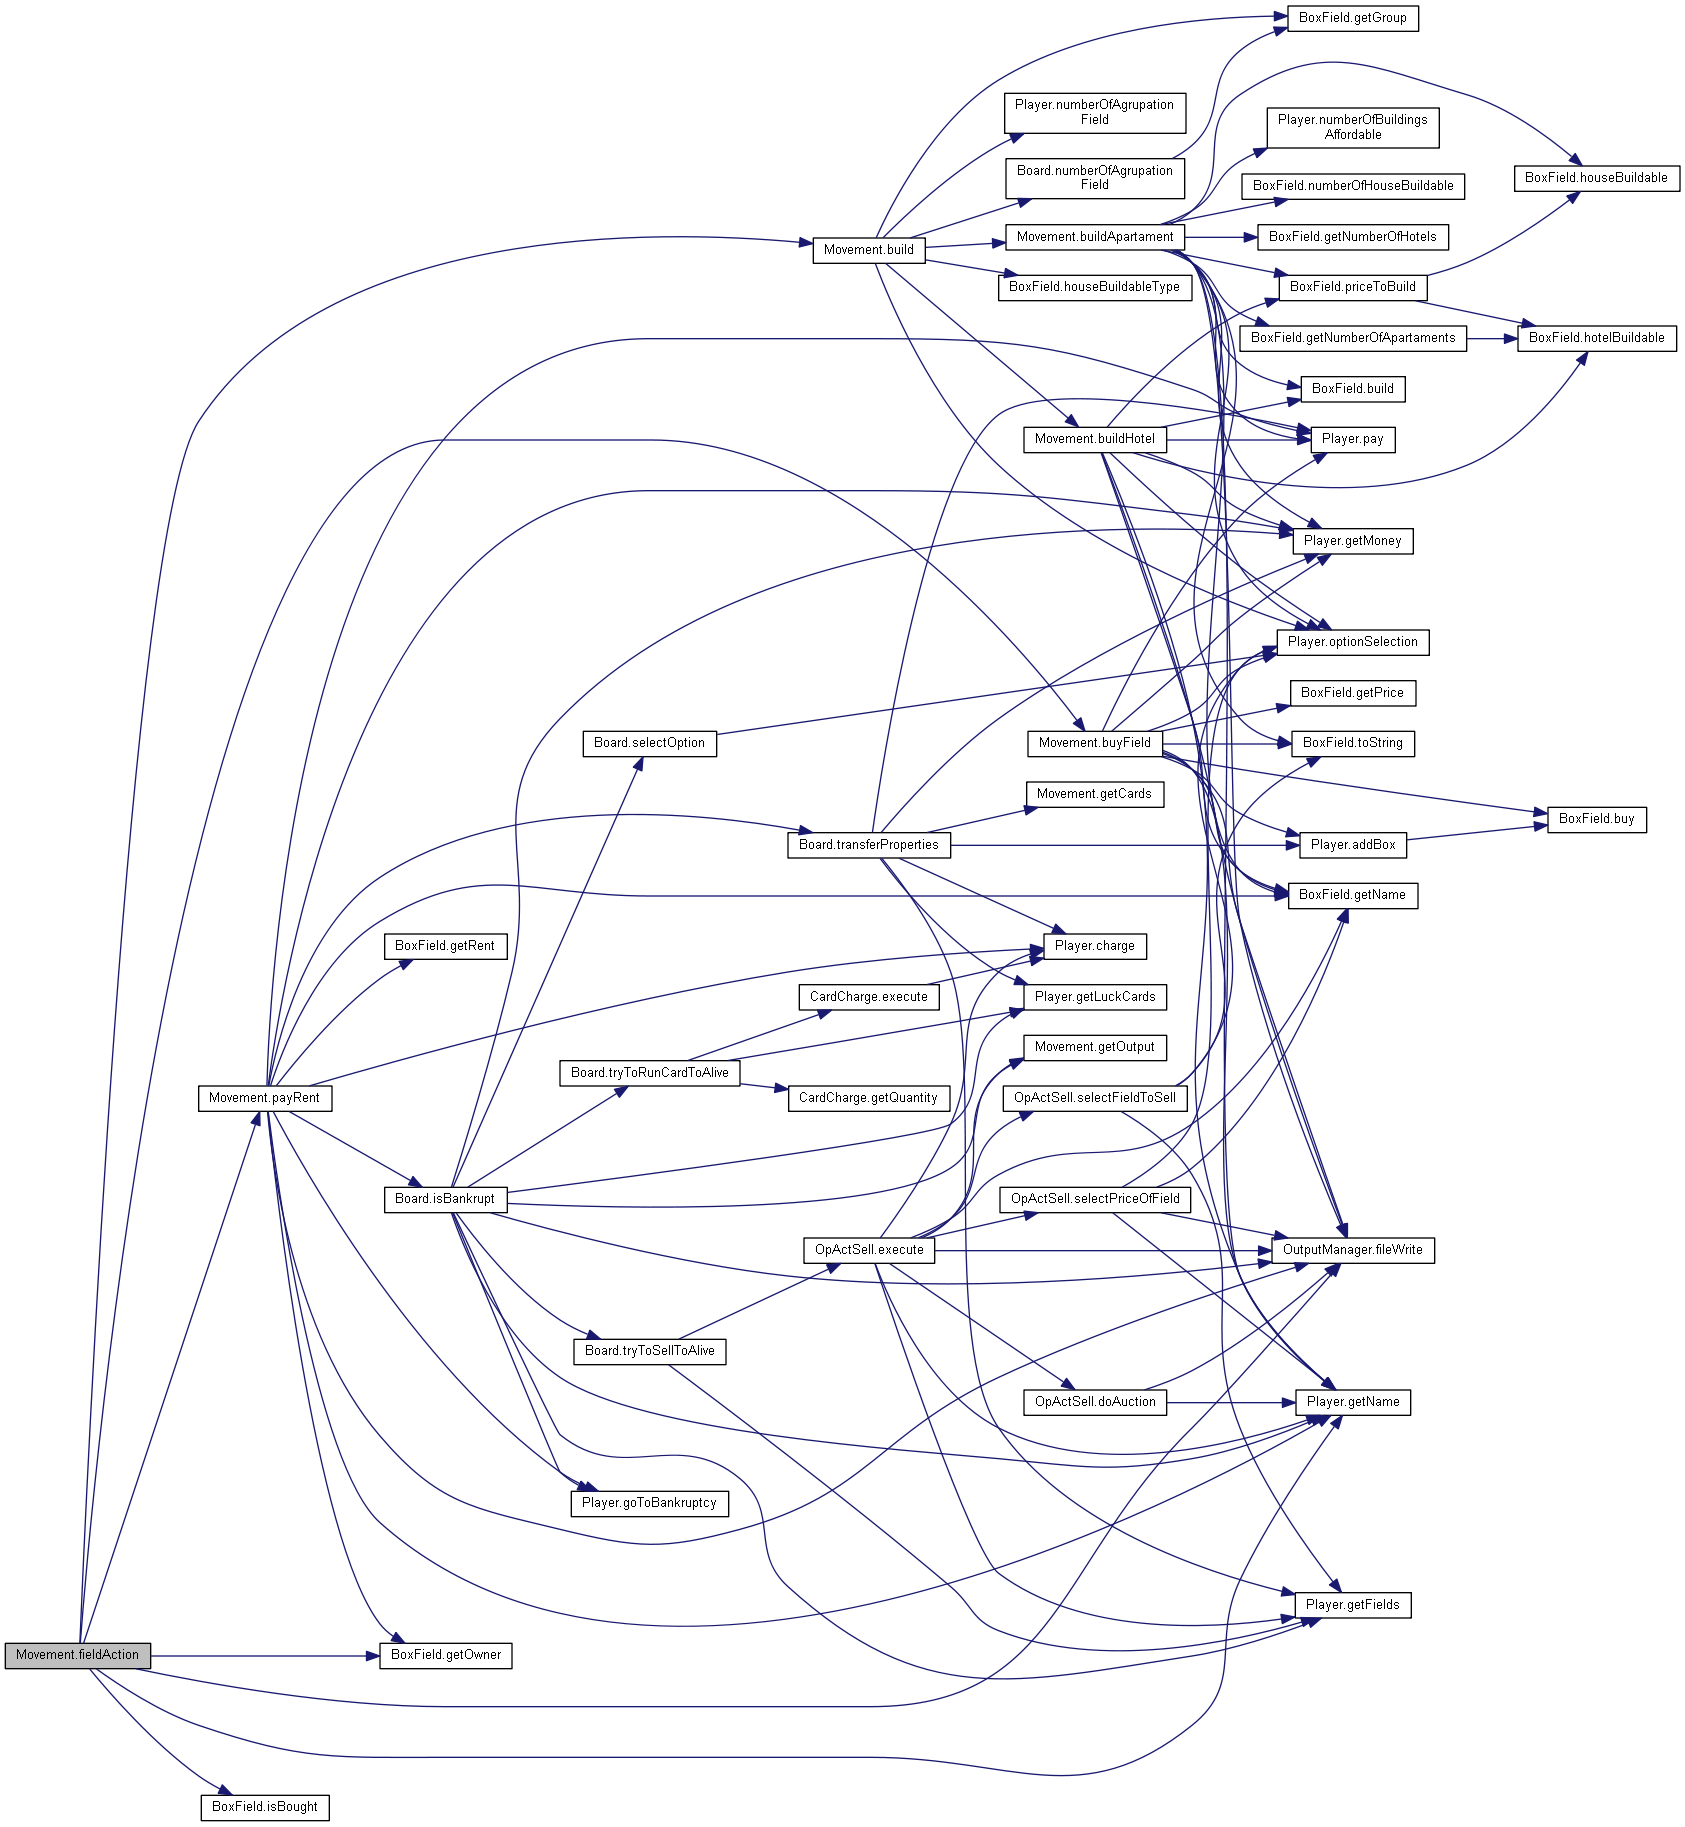 BoxField.getGroup
Player.numberOfAgrupation
Field
Player.numberOfBuildings
Affordable
Board.numberOfAgrupation
Field
BoxField.houseBuildable
BoxField.numberOfHouseBuildable
Movement.build
Movement.buildApartament
BoxField.getNumberOfHotels
BoxField.houseBuildableType
BoxField.priceToBuild
BoxField.getNumberOfApartaments
BoxField.hotelBuildable
BoxField.build
Movement.buildHotel
Player.pay
Player.getMoney
Player.optionSelection
BoxField.getPrice
Board.selectOption
Movement.buyField
BoxField.toString
Movement.getCards
BoxField.buy
Board.transferProperties
Player.addBox
BoxField.getName
BoxField.getRent
Player.charge
CardCharge.execute
Player.getLuckCards
Movement.getOutput
Board.tryToRunCardToAlive
Movement.payRent
CardCharge.getQuantity
OpActSell.selectFieldToSell
Board.isBankrupt
OpActSell.selectPriceOfField
OpActSell.execute
OutputManager.fileWrite
Board.tryToSellToAlive
OpActSell.doAuction
Player.getName
Player.goToBankruptcy
Player.getFields
Movement.fieldAction
BoxField.getOwner
BoxField.isBought